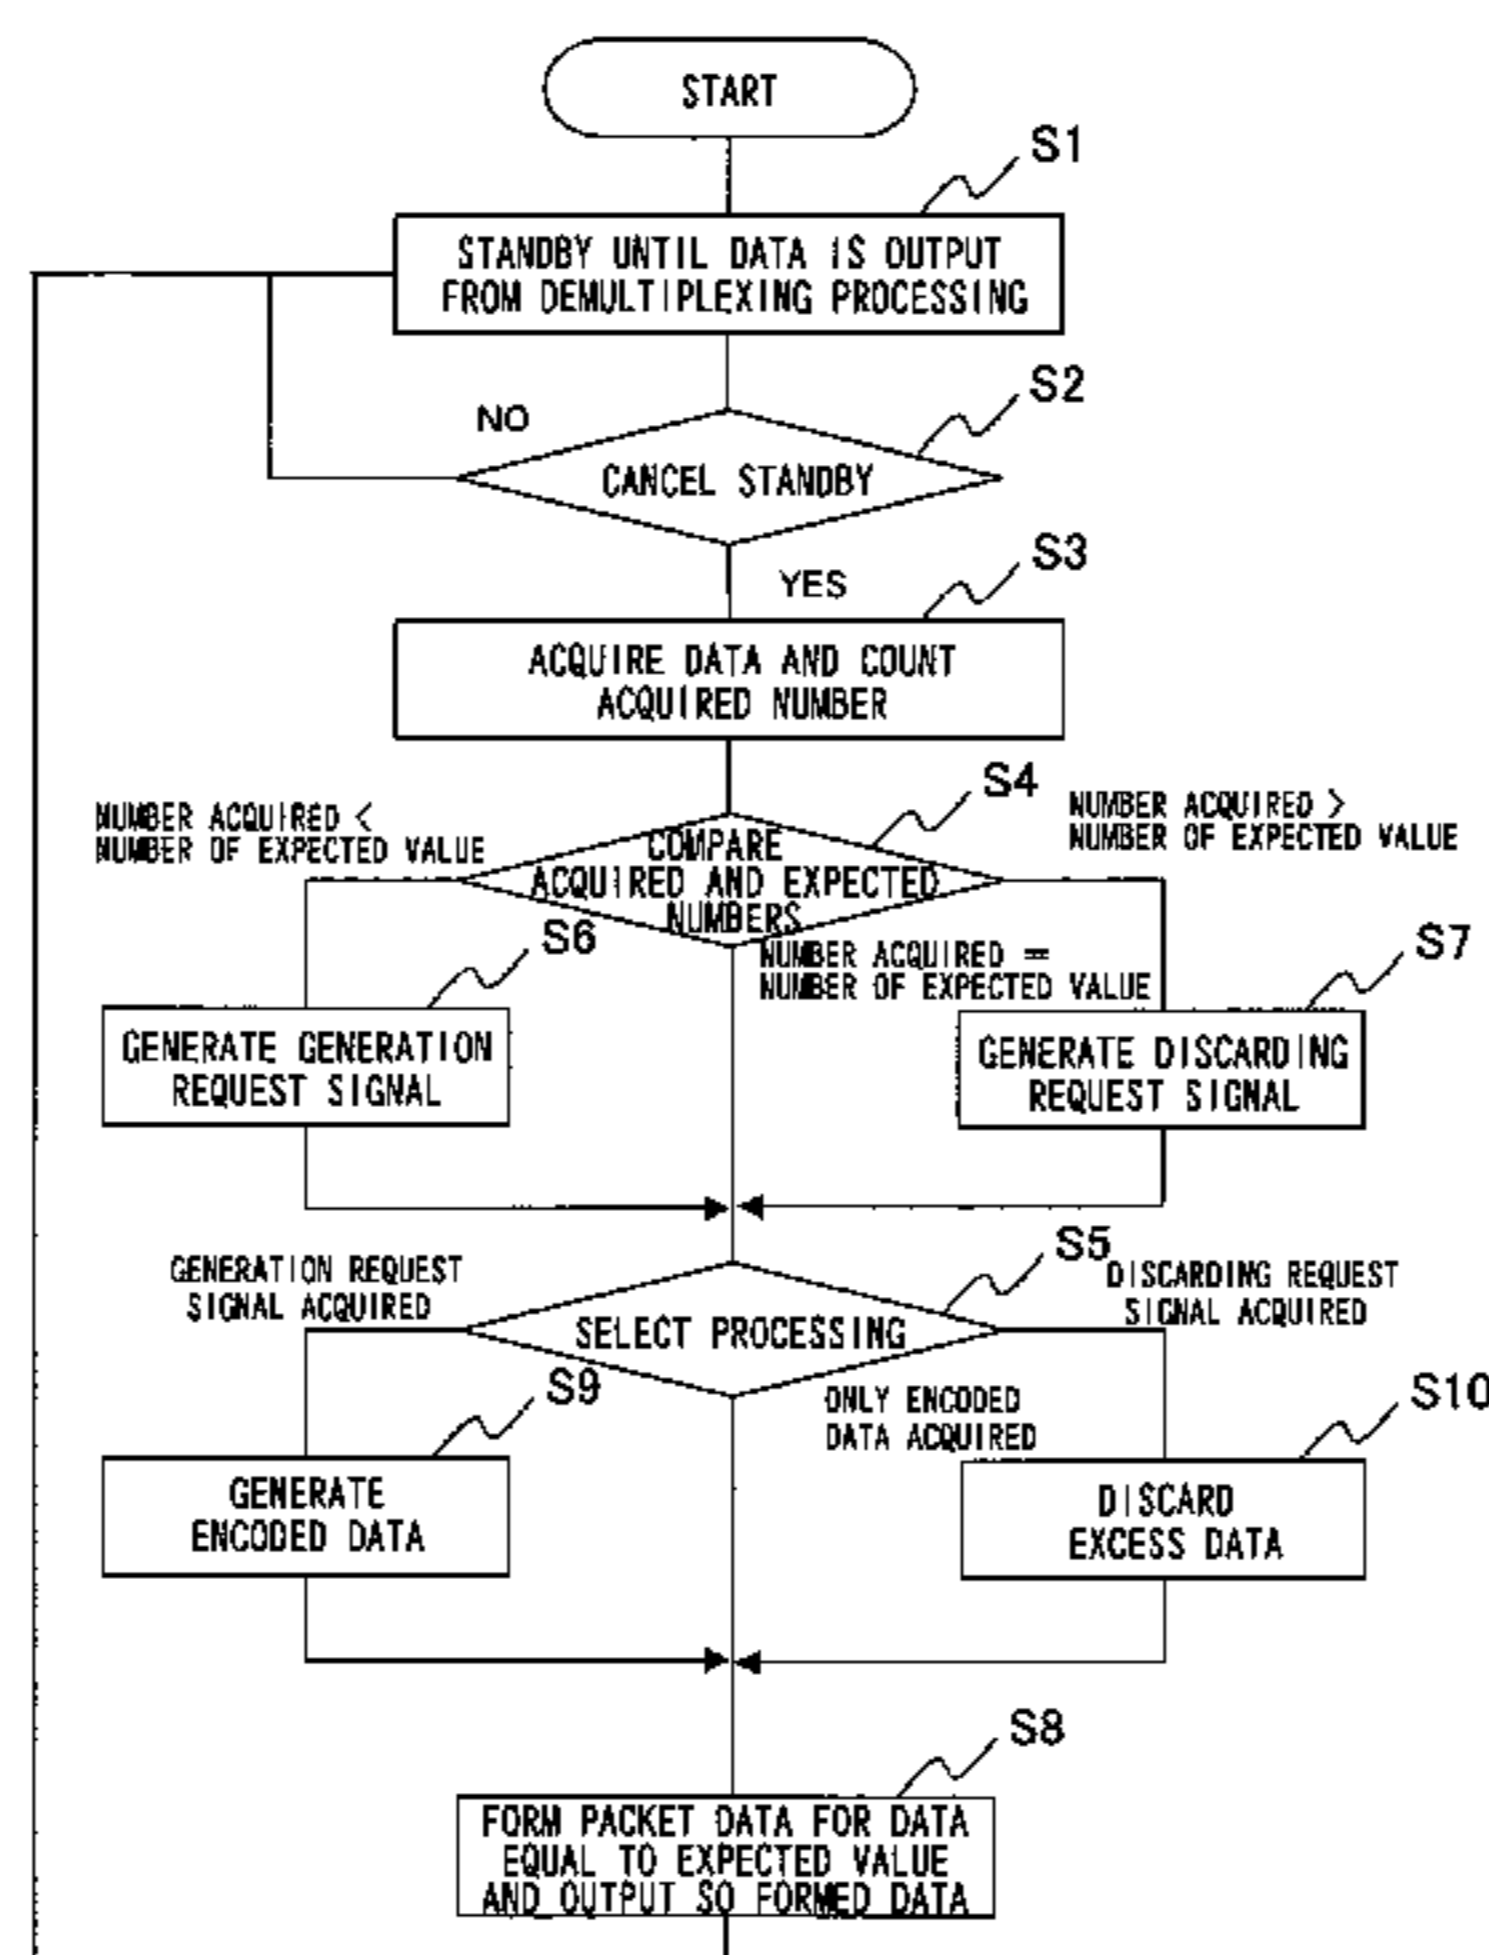 START
S1
STANDBY UNTIL DATA IS OUTPUT
FROM DEMULTIPLEXING PROCESSING
S2
NO
CANCEL STANDBY
YES
S3
ACQUIRE DATA AND COUNT
ACQUIRED NUMBER
S4
NUMBER ACQUIRED <
NUMBER OF EXPECTED VALUE
COMPARE
ACQUIRED AND EXPECTED
NUMBERS
NUMBER ACQUIRED >
NUMBER OF EXPECTED VALUE
NUMBER ACQUIRED =
NUMBER OF EXPECTED VALUE
S6
GENERATE GENERATION
REQUEST SIGNAL
S7
GENERATE DISCARDING
REQUEST SIGNAL
S5
GENERATION REQUEST
SIGNAL ACQUIRED
SELECT PROCESSING
DISCARDING REQUEST
SIGNAL ACQUIRED
ONLY ENCODED
DATA ACQUIRED
S9
GENERATE
ENCODED DATA
S10
DISCARD
EXCESS DATA
S8
FORM PACKET DATA FOR DATA
EQUAL TO EXPECTED VALUE
AND OUTPUT SO FORMED DATA